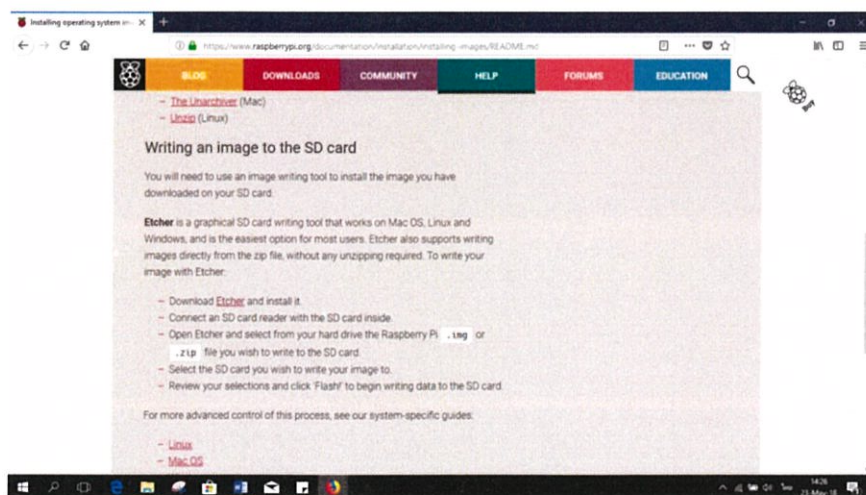 Installing operating system im
https://www.raspberrypi.org/documentation/installation/installing-images/README.md
BLOG DOWNLOADS COMMUNITY HELP FORUMS EDUCATION
Buy
– The Unarchiver (Mac)
– Unzip (Linux)
Writing an image to the SD card
You will need to use an image writing tool to install the image you have
downloaded on your SD card.
Etcher is a graphical SD card writing tool that works on Mac OS, Linux and
Windows, and is the easiest option for most users. Etcher also supports writing
images directly from the zip file, without any unzipping required. To write your
image with Etcher:
– Download Etcher and install it.
– Connect an SD card reader with the SD card inside.
– Open Etcher and select from your hard drive the Raspberry Pi .img or
.zip file you wish to write to the SD card.
– Select the SD card you wish to write your image to.
– Review your selections and click 'Flash!' to begin writing data to the SD card.
For more advanced control of this process, see our system-specific guides:
– Linux
– Mac OS
14:26
23-May-18